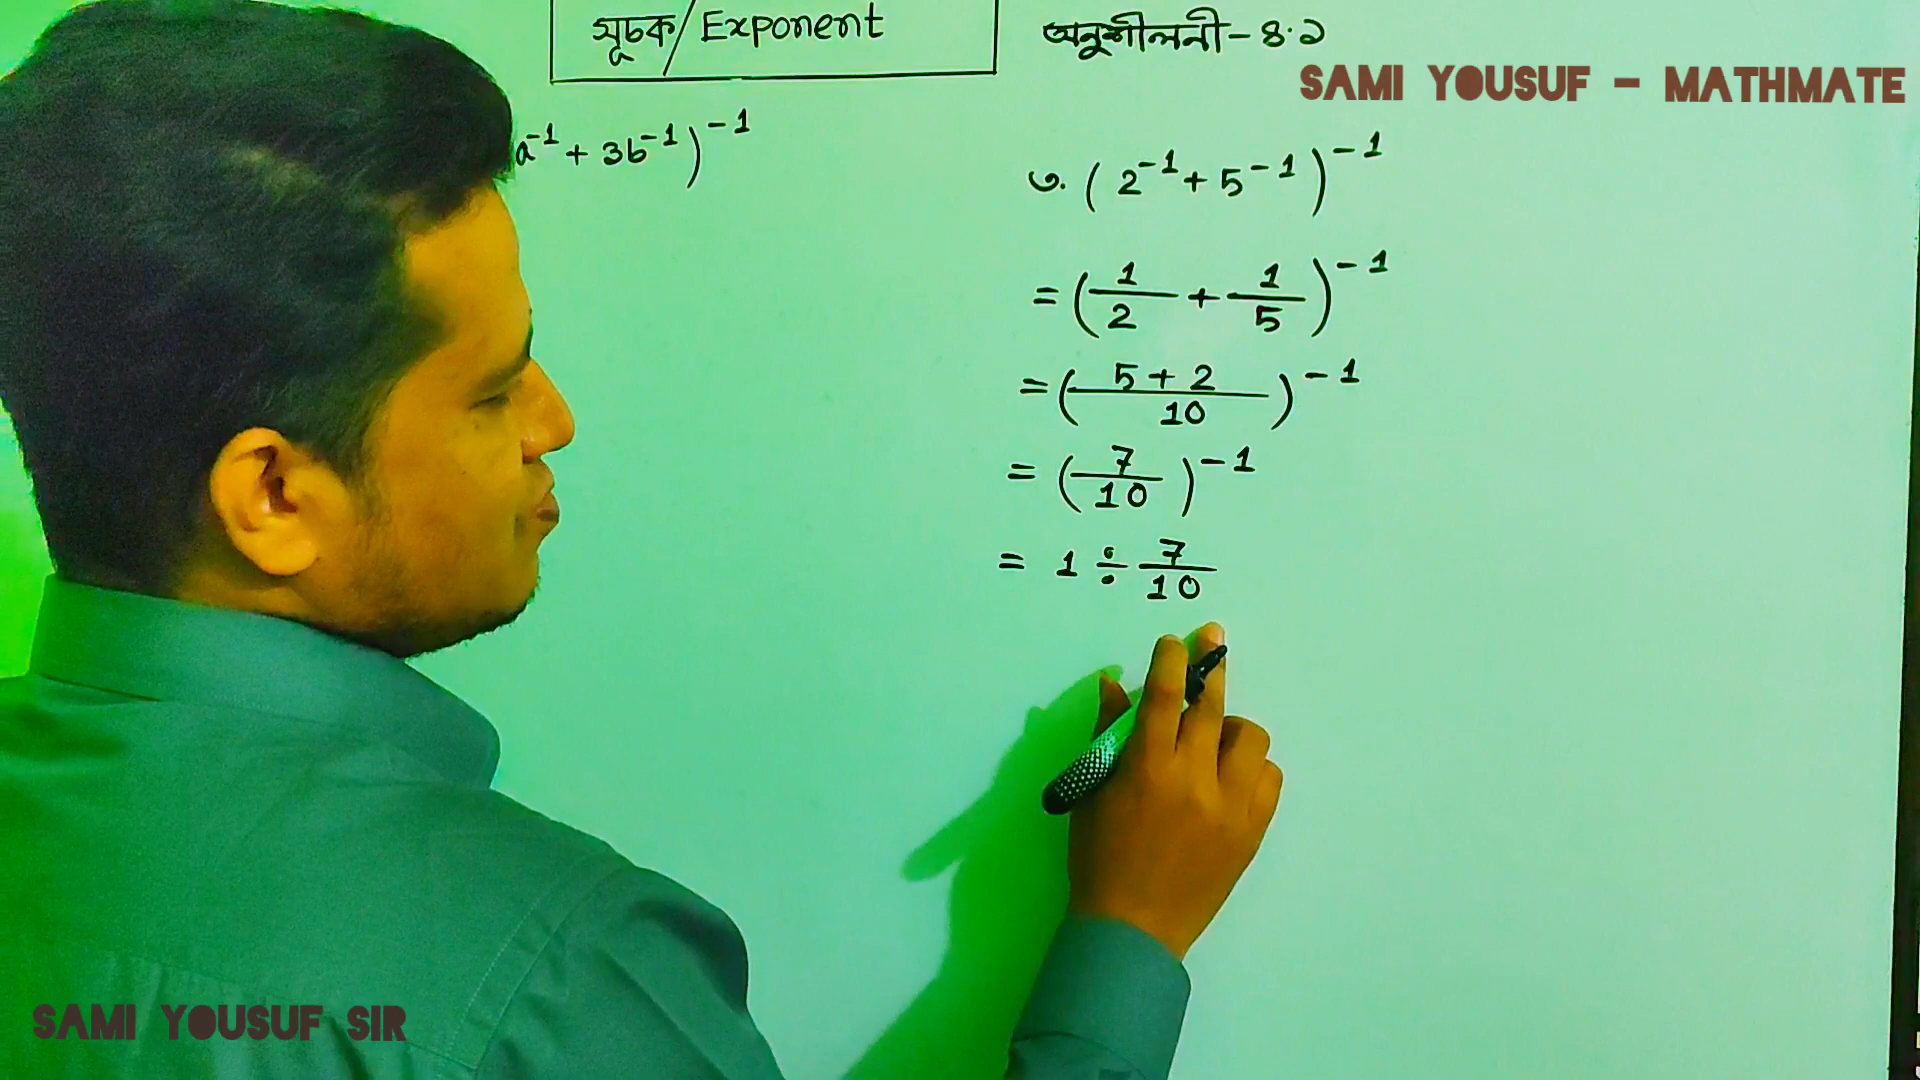 সূচক/Exponent
অনুশীলনী - ৪.১
SAMI YOUSUF - MATHMATE
a⁻¹ + 3b⁻¹)⁻¹
৩. (2⁻¹ + 5⁻¹)⁻¹
= (1/2 + 1/5)⁻¹
= (5 + 2/10)⁻¹
= (7/10)⁻¹
= 1 ÷ 7/10
SAMI YOUSUF SIR